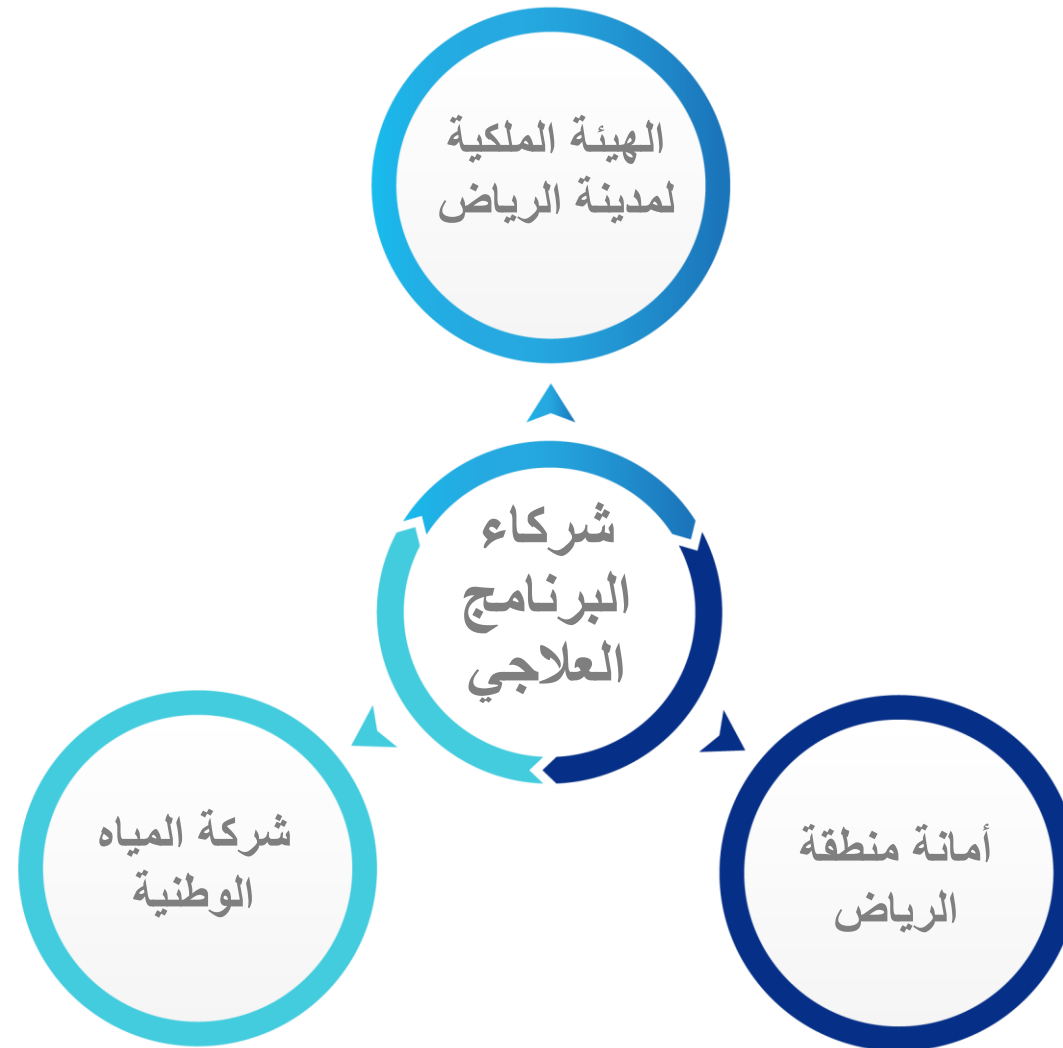 الهيئة الملكية
لمدينة الرياض
شركاء
البرنامج
العلاجي
أمانة منطقة
الرياض
شركة المياه
الوطنية